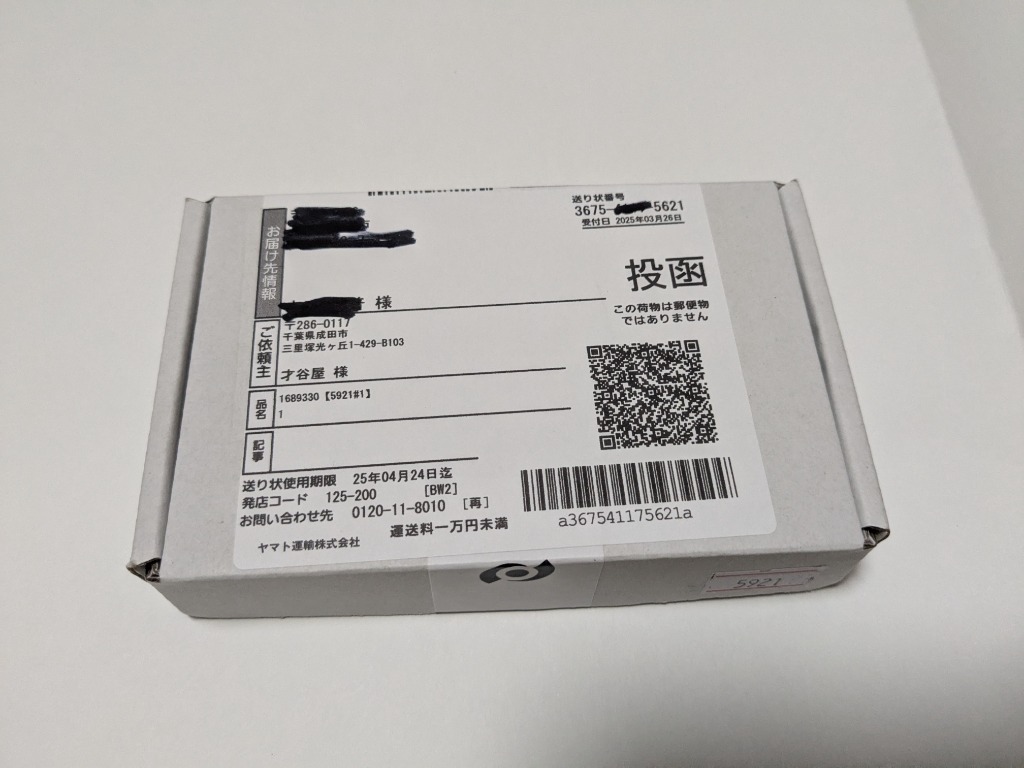 お届け先情報
様
送り状番号
3675- -5621
受付日 2025年03月26日
投函
この荷物は郵便物
ではありません
ご依頼主
〒286-0117
千葉県成田市
三里塚光ヶ丘1-429-B103
才谷屋 様
品名
1689330【5921#1】
1
記事
送り状使用期限 25年04月24日迄
発店コード 125-200 [BW2]
お問い合わせ先 0120-11-8010 [再]
運送料一万円未満
ヤマト運輸株式会社
a367541175621a
5921